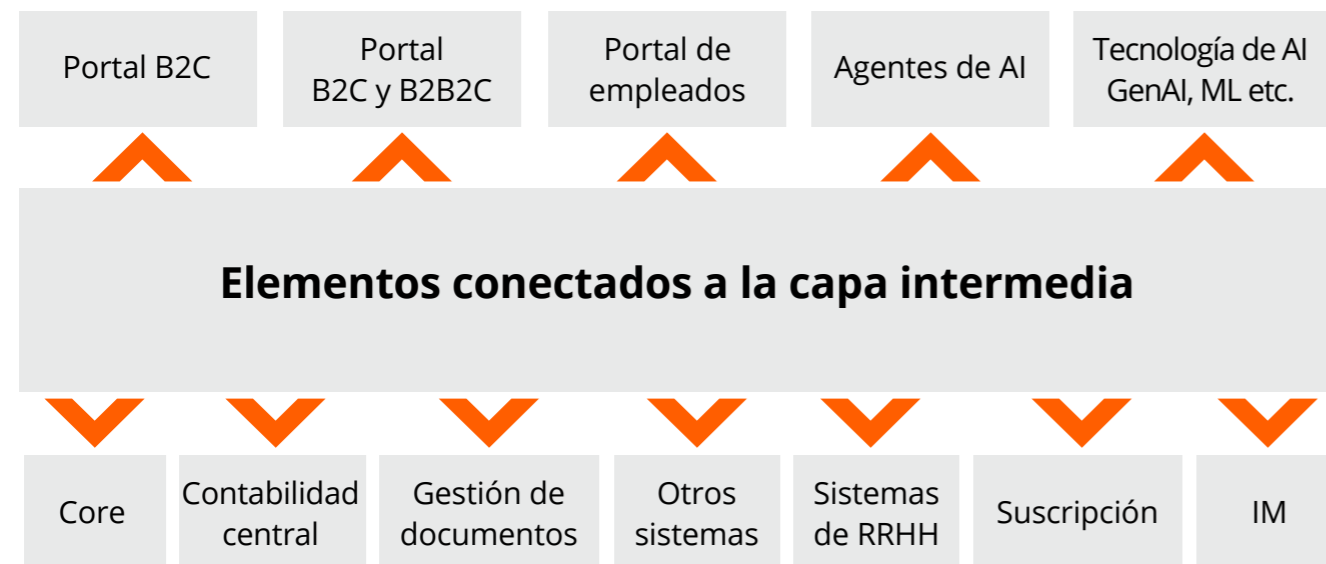 Portal B2C
Portal
B2C y B2B2C
Portal de
empleados
Agentes de AI
Tecnología de AI
GenAI, ML etc.
Elementos conectados a la capa intermedia
Core
Contabilidad
central
Gestión de
documentos
Otros
sistemas
Sistemas
de RRHH
Suscripción
IM